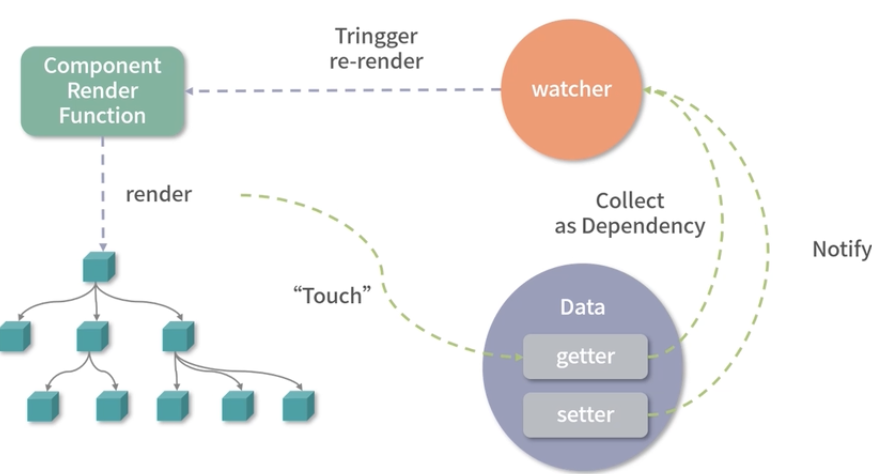 Tringger
re-render
Component
Render
Function
watcher
render
Collect
as Dependency
Notify
“Touch”
Data
getter
setter